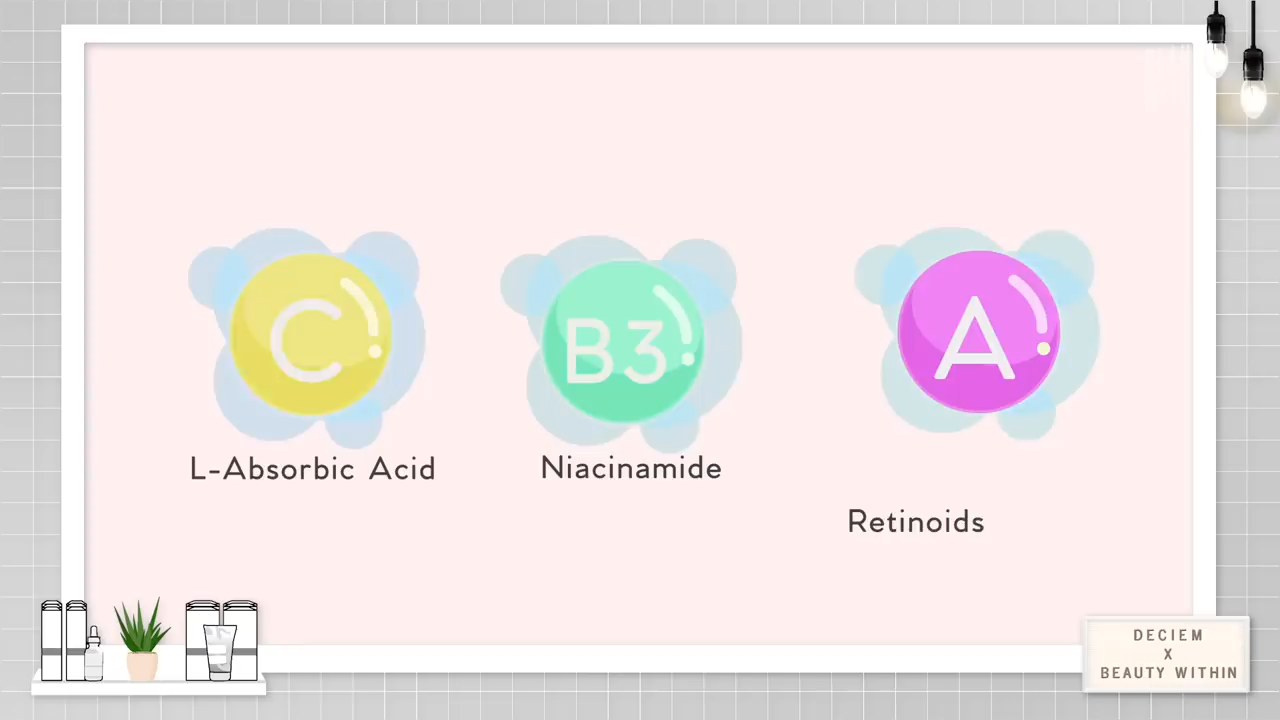 C
B3
A
L-Absorbic Acid
Niacinamide
Retinoids
DECIEM
X
BEAUTY WITHIN